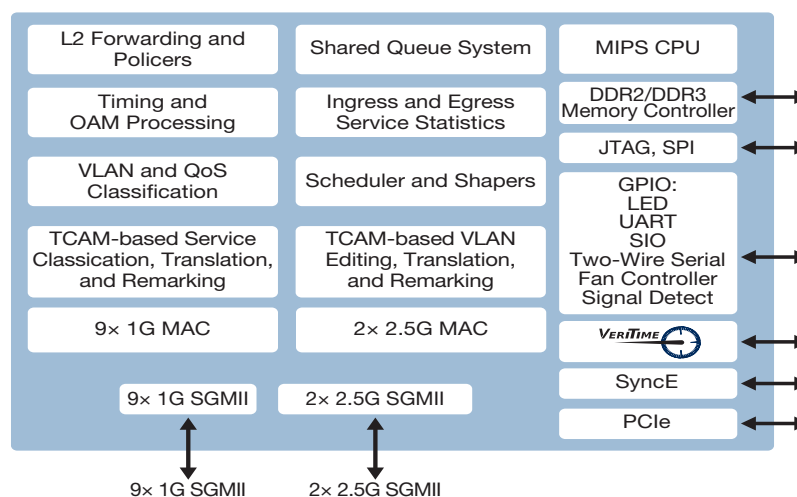 L2 Forwarding and
Policers
Shared Queue System
MIPS CPU
Timing and
OAM Processing
Ingress and Egress
Service Statistics
DDR2/DDR3
Memory Controller
JTAG, SPI
VLAN and QoS
Classification
Scheduler and Shapers
GPIO:
LED
UART
SIO
Two-Wire Serial
Fan Controller
Signal Detect
TCAM-based Service
Classication, Translation,
and Remarking
TCAM-based VLAN
Editing, Translation,
and Remarking
9× 1G MAC
2× 2.5G MAC
VERITIME
SyncE
PCIe
9× 1G SGMII
2× 2.5G SGMII
9× 1G SGMII
2× 2.5G SGMII